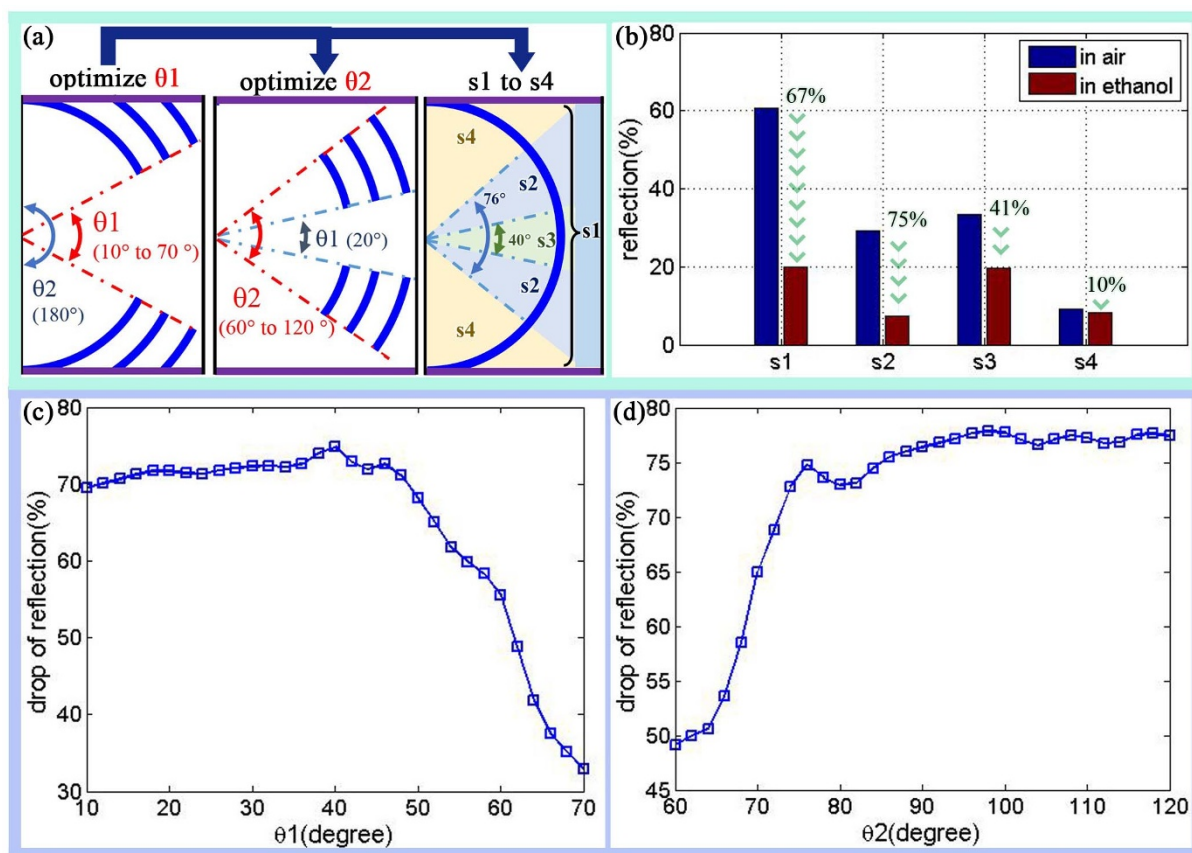 (a)
optimize θ1
optimize θ2
s1 to s4
θ1
(10° to 70 °)
θ2
(180°)
θ1 (20°)
θ2
(60° to 120 °)
s4
s2
76°
40° s3
s1
s2
s4
(b)
80
60
40
20
0
reflection(%)
in air
in ethanol
67%
75%
41%
10%
s1 s2 s3 s4
(c)
80
70
60
50
40
30
drop of reflection(%)
10 20 30 40 50 60 70
θ1(degree)
(d)
80
75
70
65
60
55
50
45
drop of reflection(%)
60 70 80 90 100 110 120
θ2(degree)